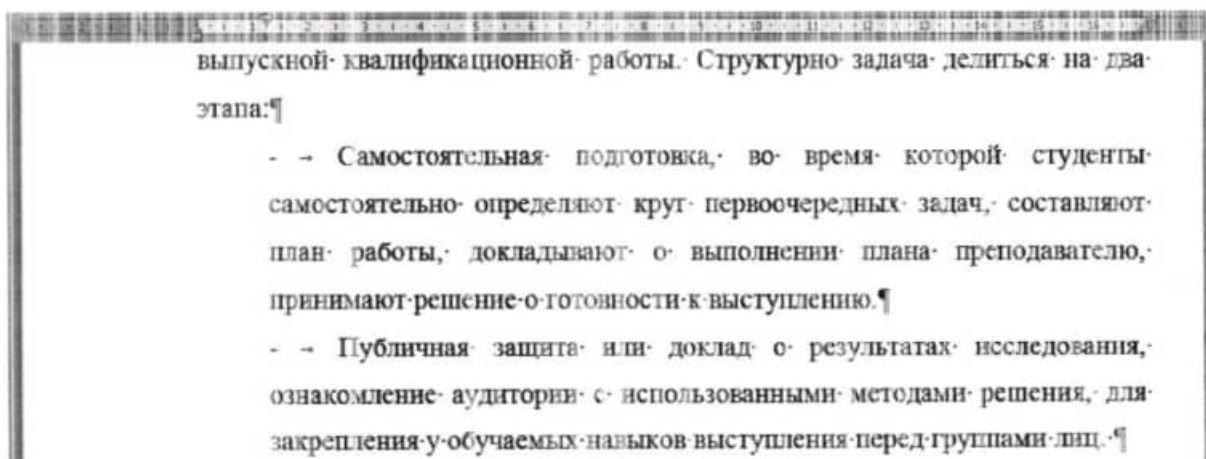 выпускной квалификационной работы. Структурно задача делиться на два
этапа:¶
- → Самостоятельная подготовка, во время которой студенты
самостоятельно определяют круг первоочередных задач, составляют
план работы, докладывают о выполнении плана преподавателю,
принимают решение о готовности к выступлению.¶
- → Публичная защита или доклад о результатах исследования,
ознакомление аудитории с использованными методами решения, для
закрепления у обучаемых навыков выступления перед группами лиц. ¶